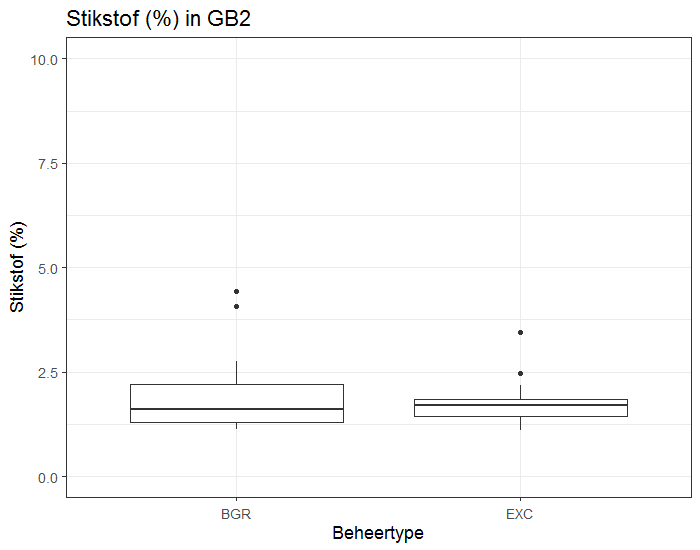 Stikstof (%) in GB2
10.0
7.5
5.0
2.5
0.0
Stikstof (%)
BGR
EXC
Beheertype